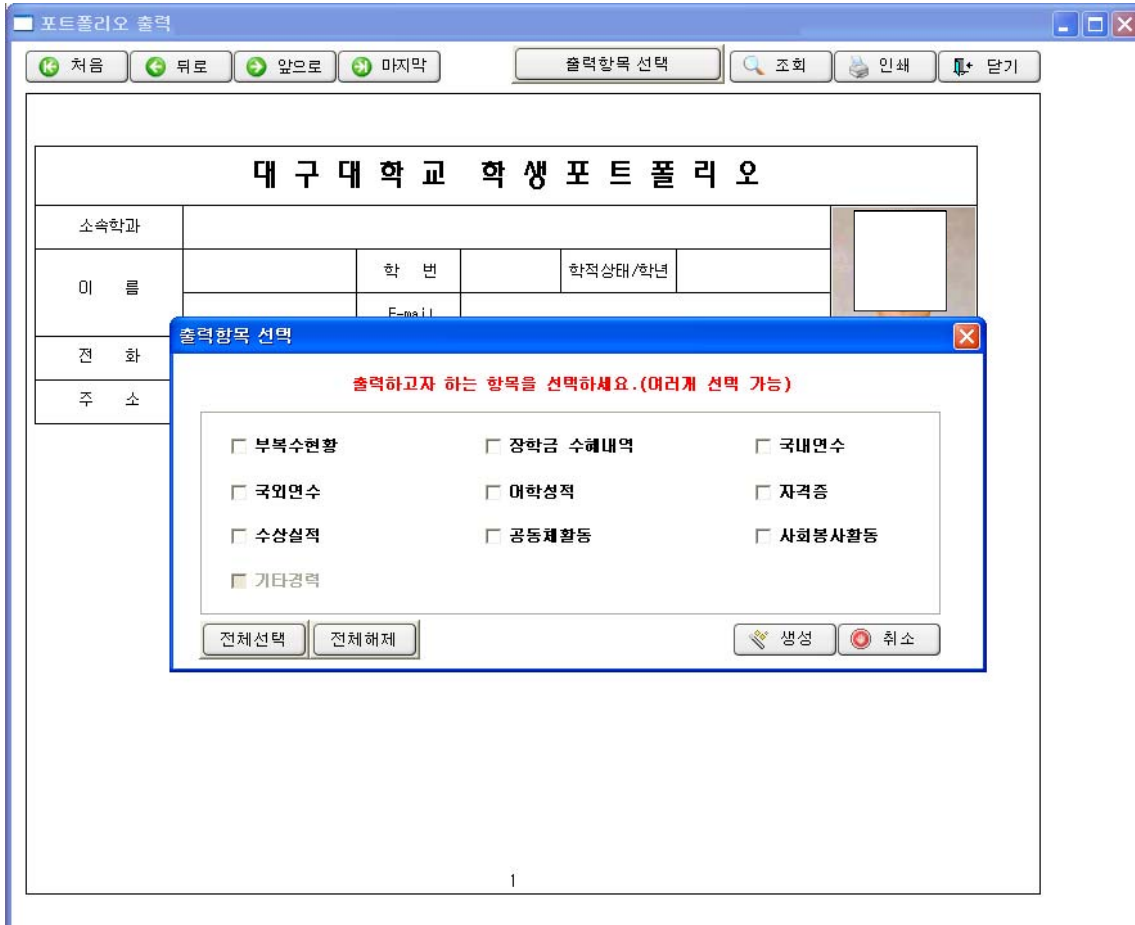 포트폴리오 출력
처음 뒤로 앞으로 마지막 출력항목 선택 조회 인쇄 닫기
대구대학교 학생포트폴리오
소속학과
이 름 학 번 학적상태/학년
E-mail
전 화
주 소
출력항목 선택
출력하고자 하는 항목을 선택하세요.(여러개 선택 가능)
부복수현황 장학금 수혜내역 국내연수
국외연수 어학성적 자격증
수상실적 공동체활동 사회봉사활동
기타경력
전체선택 전체해제 생성 취소
1